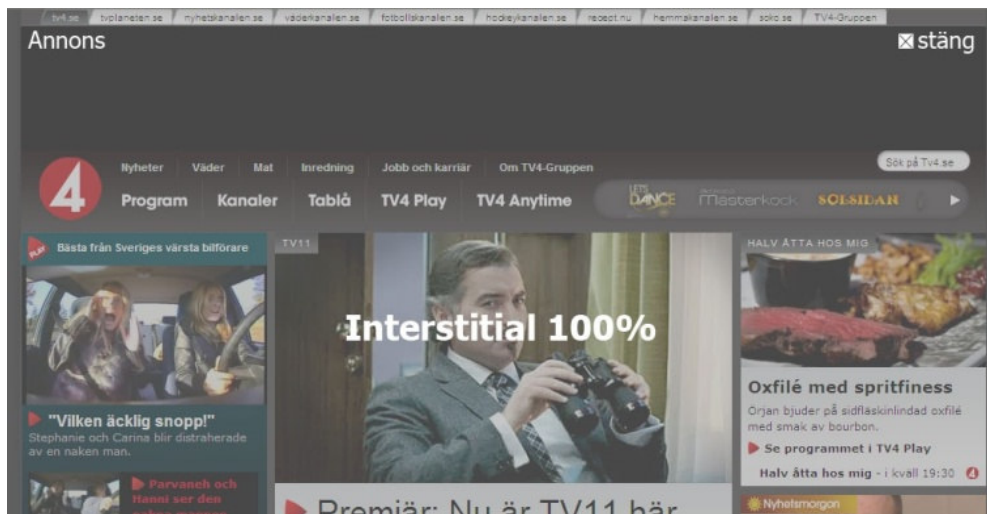 tv4.se tvplaneten.se nyhetskanalen.se väderkanalen.se fotbollskanalen.se hockeykanalen.se recept.nu hemmakanalen.se soko.se TV4-Gruppen
Annons stäng
Nyheter Väder Mat Inredning Jobb och karriär Om TV4-Gruppen Sök på Tv4.se
4 Program Kanaler Tablå TV4 Play TV4 Anytime LET'S DANCE Masterkock SOLSIDAN
PLAY Bästa från Sveriges värsta bilförare
TV11
HALV ÅTTA HOS MIG
Interstitial 100%
"Vilken äcklig snopp!"
Stephanie och Carina blir distraherade
av en naken man.
Parvaneh och
Hanni ser den
Premiär: Nu är TV11 här
Oxfilé med spritfiness
Örjan bjuder på sidfläskinlindad oxfilé
med smak av bourbon.
Se programmet i TV4 Play
Halv åtta hos mig - i kväll 19:30
Nyhetsmorgon